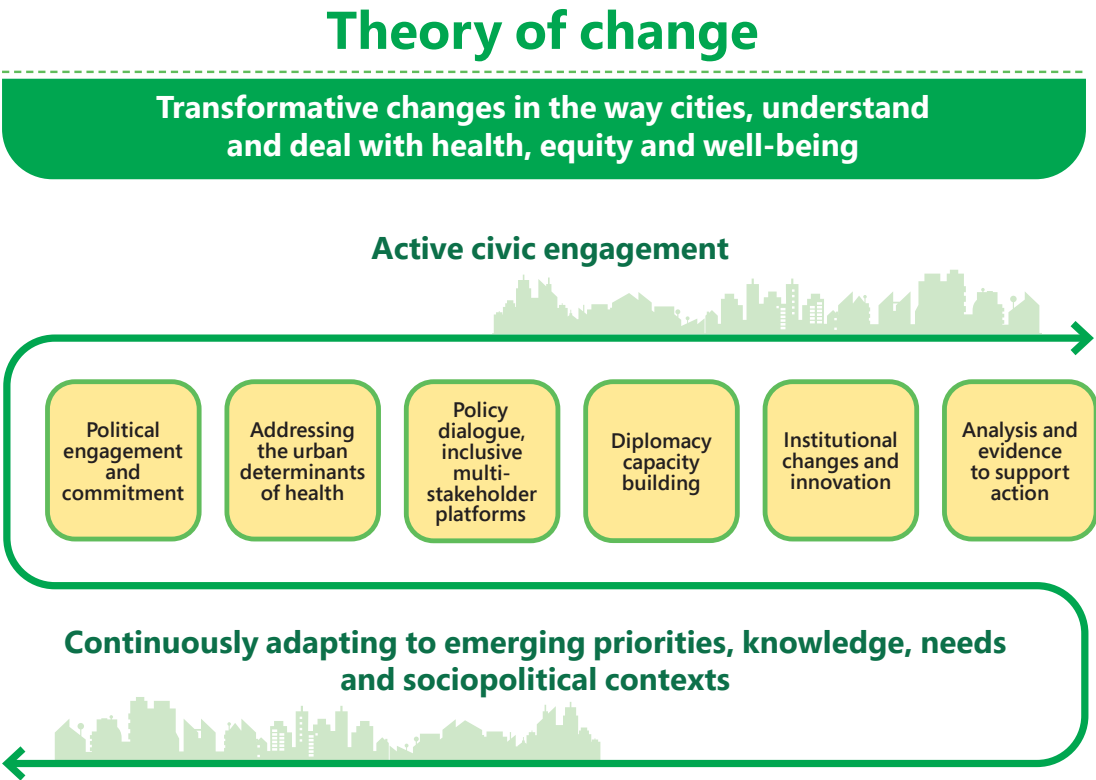 Theory of change
Transformative changes in the way cities, understand
and deal with health, equity and well-being
Active civic engagement
Political
engagement
and
commitment
Addressing
the urban
determinants
of health
Policy
dialogue,
inclusive
multi-
stakeholder
platforms
Diplomacy
capacity
building
Institutional
changes and
innovation
Analysis and
evidence
to support
action
Continuously adapting to emerging priorities, knowledge, needs
and sociopolitical contexts